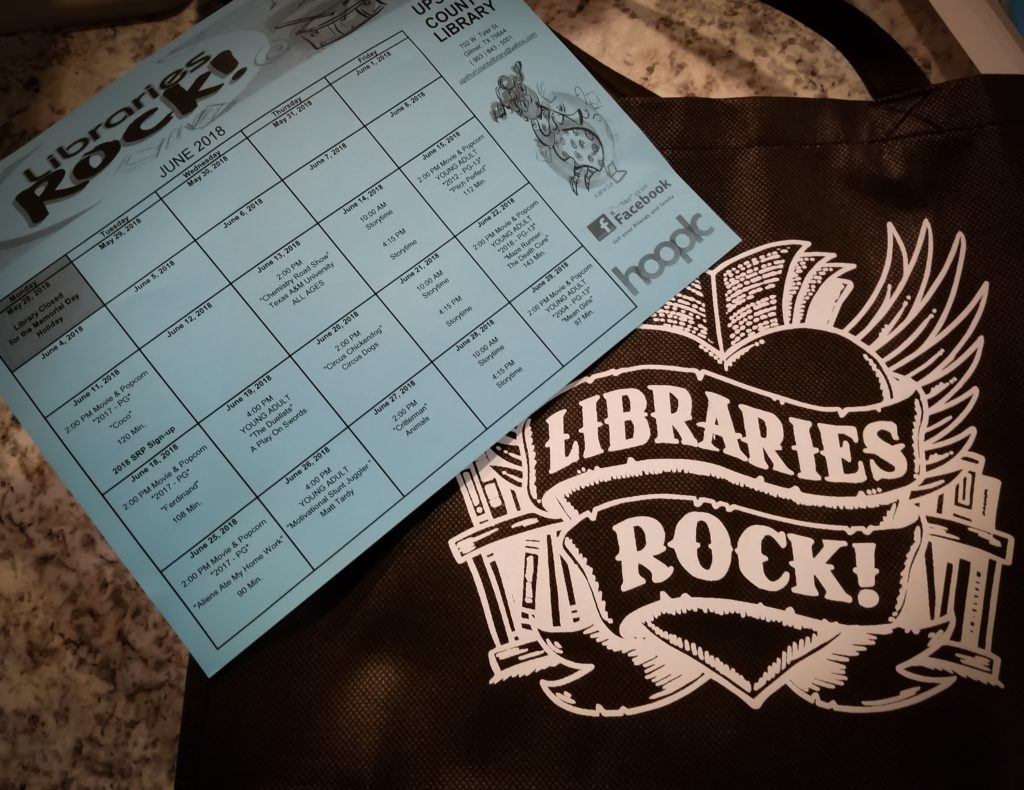 Libraries
ROCK!
JUNE 2018
COUNTY
LIBRARY
702 W. Tyler St.
Gilmer, TX 75644
(903) 843 - 5001
upshurcountylibrary@yahoo.com
Monday
May 28, 2018
Library Closed
for the Memorial Day
Holiday
Tuesday
May 29, 2018
Wednesday
May 30, 2018
Thursday
May 31, 2018
Friday
June 1, 2018
June 4, 2018
June 5, 2018
June 6, 2018
June 7, 2018
June 8, 2018
June 11, 2018
2:00 PM Movie & Popcorn
"2017 - PG"
"Coco"
120 Min.
2018 SRP Sign-up
June 12, 2018
June 13, 2018
2:00 PM
"Chemistry Road Show"
Texas A&M University
ALL AGES
June 14, 2018
10:00 AM
Storytime
4:15 PM
Storytime
June 15, 2018
2:00 PM Movie & Popcorn
YOUNG ADULT
"2012 - PG-13"
"Pitch Perfect"
112 Min.
June 18, 2018
2:00 PM Movie & Popcorn
"2017 - PG"
"Ferdinand"
108 Min.
June 19, 2018
4:00 PM
YOUNG ADULT
"The Duelists"
A Play On Swords
June 20, 2018
2:00 PM
"Circus Chickendog"
Circus Dogs
June 21, 2018
10:00 AM
Storytime
4:15 PM
Storytime
June 22, 2018
2:00 PM Movie & Popcorn
YOUNG ADULT
"2018 - PG-13"
"Maze Runner:
The Death Cure"
143 Min.
June 25, 2018
2:00 PM Movie & Popcorn
"2017 - PG"
"Aliens Ate My Home Work"
90 Min.
June 26, 2018
4:15 PM
YOUNG ADULT
"Motivational Stunt Juggler"
Matt Tardy
June 27, 2018
2:00 PM
"Critterman"
Animals
June 28, 2018
10:00 AM
Storytime
4:15 PM
Storytime
June 29, 2018
2:00 PM Movie & Popcorn
YOUNG ADULT
"2004 - PG-13"
"Mean Girls"
97 Min.
"like" us on
Facebook
tell your friends and family
hoopla
LIBRARIES
ROCK!